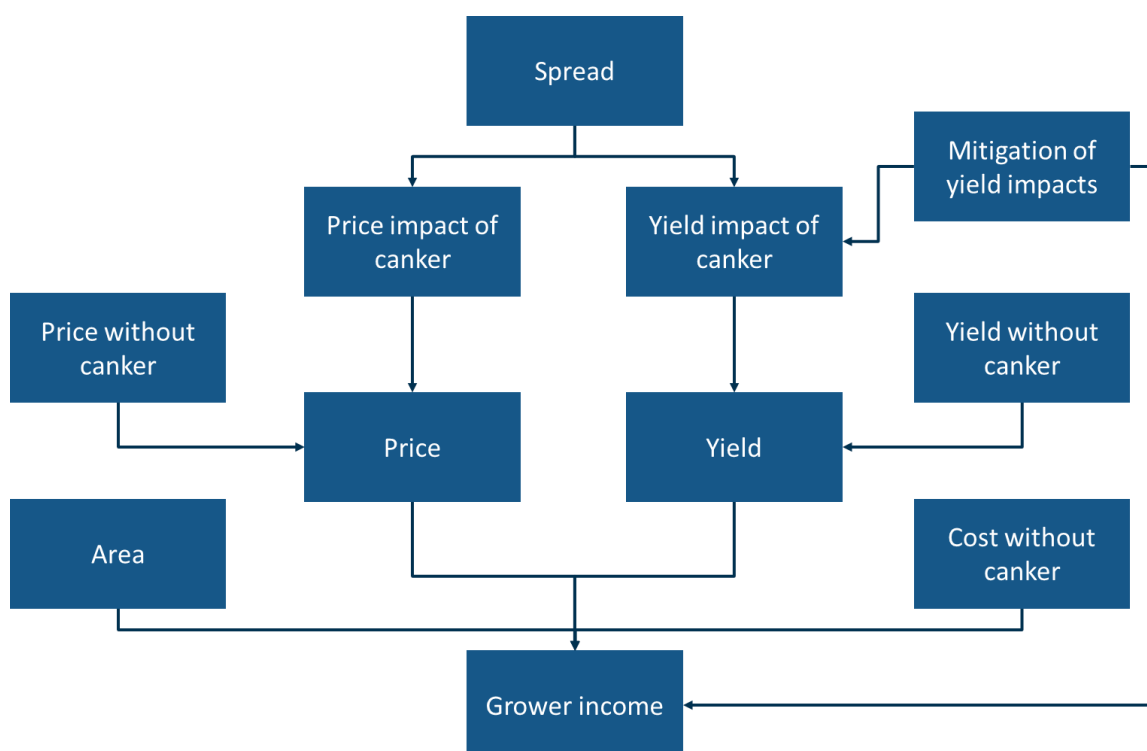 Spread
Mitigation of
yield impacts
Price impact of
canker
Yield impact of
canker
Price without
canker
Yield without
canker
Price
Yield
Area
Cost without
canker
Grower income